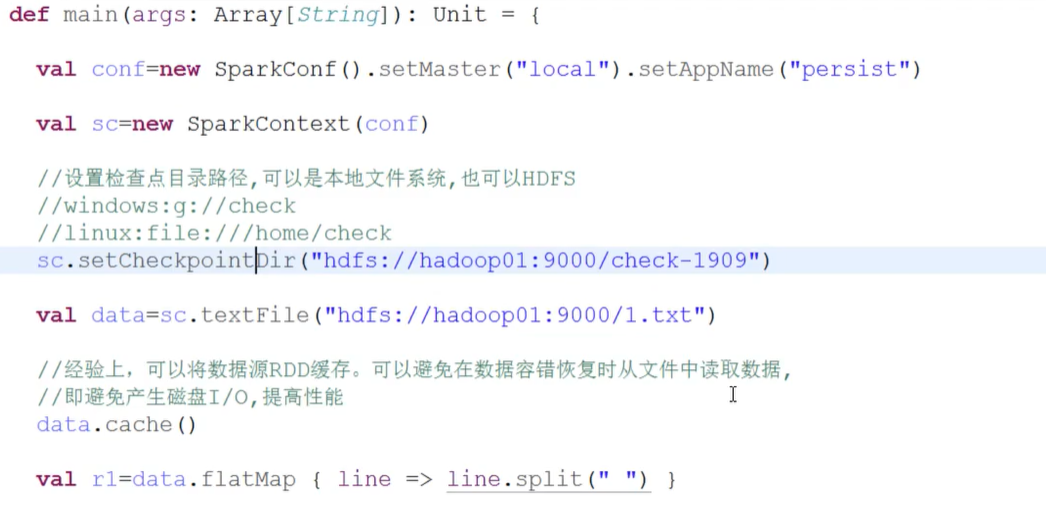 def main(args: Array[String]): Unit = {
val conf=new SparkConf().setMaster("local").setAppName("persist")
val sc=new SparkContext(conf)
//设置检查点目录路径,可以是本地文件系统,也可以HDFS
//windows:g://check
//linux:file:///home/check
sc.setCheckpointDir("hdfs://hadoop01:9000/check-1909")
val data=sc.textFile("hdfs://hadoop01:9000/1.txt")
//经验上，可以将数据源RDD缓存。可以避免在数据容错恢复时从文件中读取数据,
//即避免产生磁盘I/O,提高性能
data.cache()
val r1=data.flatMap { line => line.split(" ") }